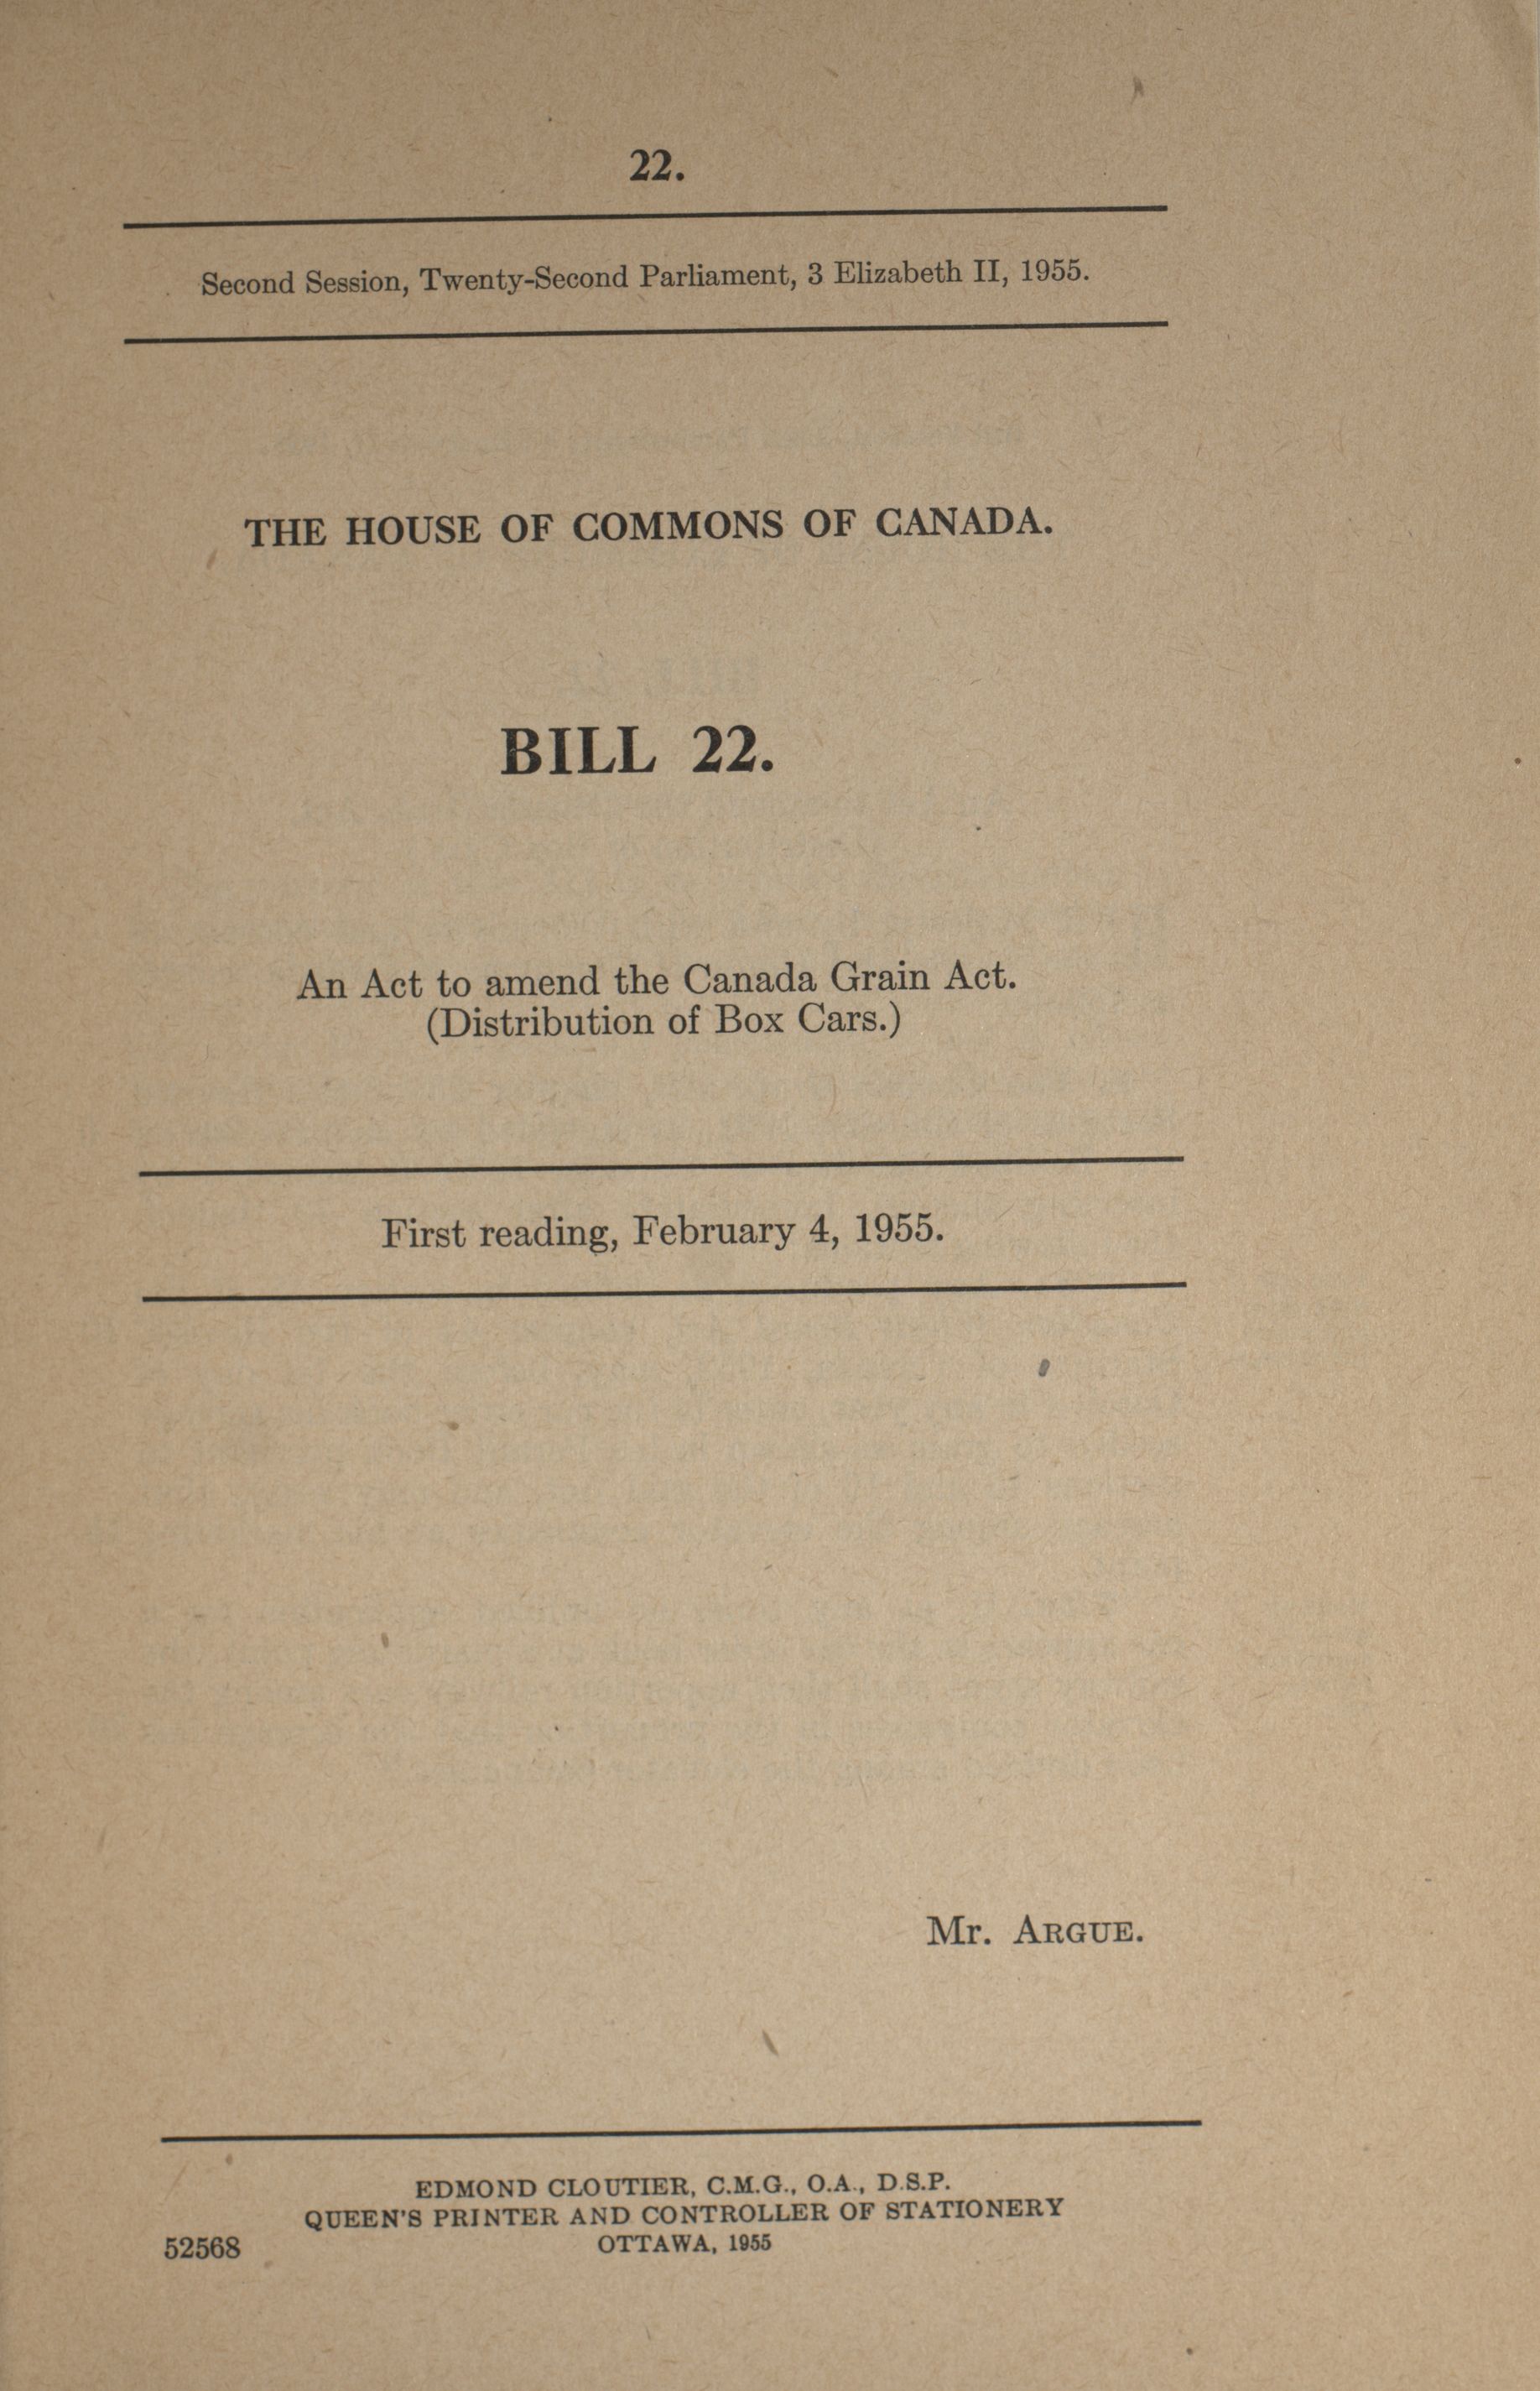 22.
Second Session, Twenty-Second Parliament, 3 Elizabeth II, 1955.
THE HOUSE OF COMMONS OF CANADA.
BILL 22.
An Act to amend the Canada Grain Act.
(Distribution of Box Cars.)
First reading, February 4, 1955.
Mr. ARGUE.
EDMOND CLOUTIER, C.M.G., O.A., D.S.P.
QUEEN'S PRINTER AND CONTROLLER OF STATIONERY
OTTAWA, 1955
52568